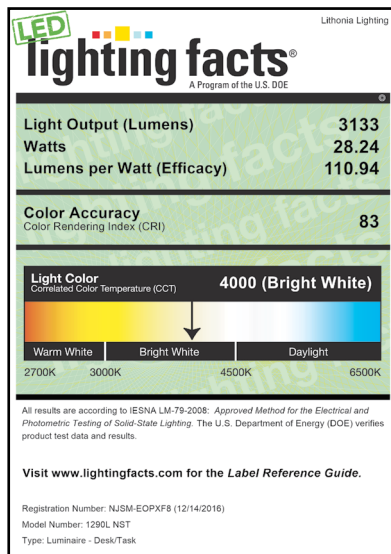 Lithonia Lighting
LED
lighting facts®
A Program of the U.S. DOE
Light Output (Lumens) 3133
Watts 28.24
Lumens per Watt (Efficacy) 110.94
Color Accuracy
Color Rendering Index (CRI) 83
Light Color
Correlated Color Temperature (CCT) 4000 (Bright White)
Warm White Bright White Daylight
2700K 3000K 4500K 6500K
All results are according to IESNA LM-79-2008: Approved Method for the Electrical and
Photometric Testing of Solid-State Lighting. The U.S. Department of Energy (DOE) verifies
product test data and results.
Visit www.lightingfacts.com for the Label Reference Guide.
Registration Number: NJSM-EOPXF8 (12/14/2016)
Model Number: 1290L NST
Type: Luminaire - Desk/Task